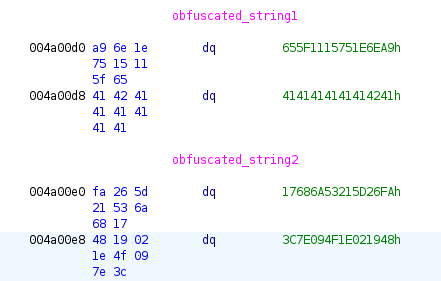 obfuscated_string1
004a00d0 a9 6e 1e dq 655F1115751E6EA9h
75 15 11
5f 65
004a00d8 41 42 41 dq 4141414141414241h
41 41 41
41 41
obfuscated_string2
004a00e0 fa 26 5d dq 17686A53215D26FAh
21 53 6a
68 17
004a00e8 48 19 02 dq 3C7E094F1E021948h
1e 4f 09
7e 3c